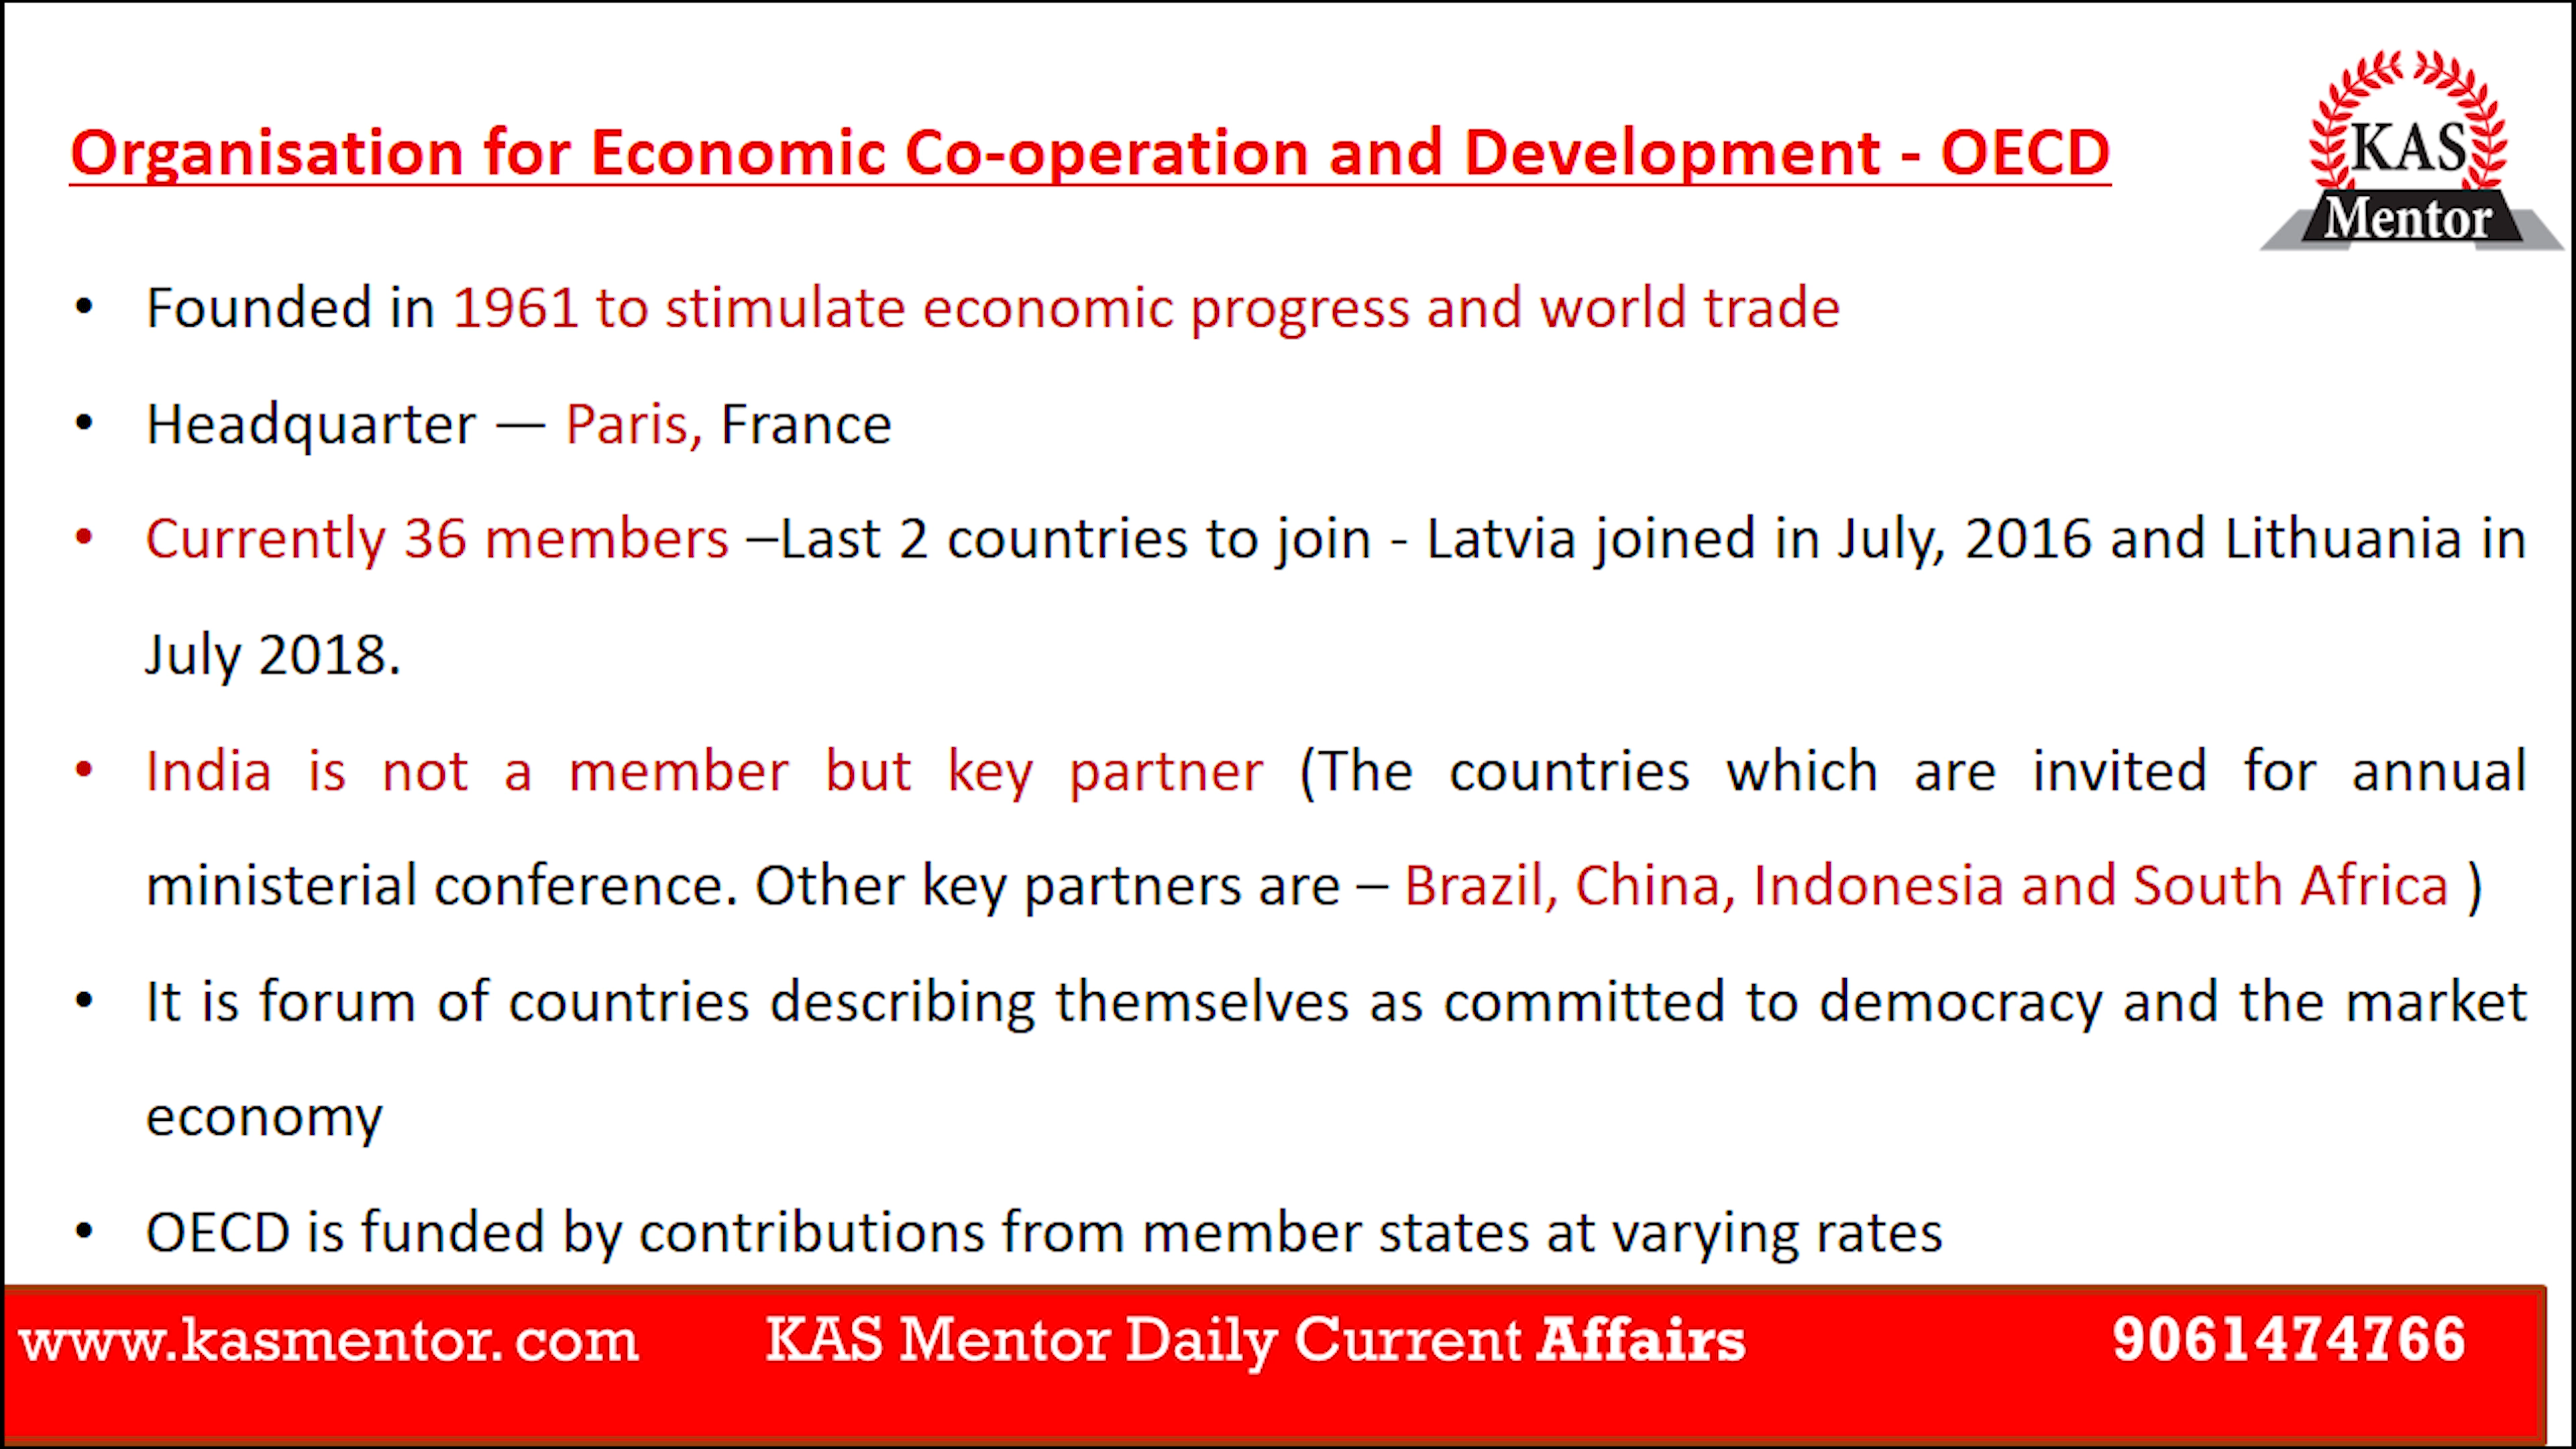 Organisation for Economic Co-operation and Development - OECD
KAS
Mentor
• Founded in 1961 to stimulate economic progress and world trade
• Headquarter — Paris, France
• Currently 36 members –Last 2 countries to join - Latvia joined in July, 2016 and Lithuania in
July 2018.
• India is not a member but key partner (The countries which are invited for annual
ministerial conference. Other key partners are – Brazil, China, Indonesia and South Africa )
• It is forum of countries describing themselves as committed to democracy and the market
economy
• OECD is funded by contributions from member states at varying rates
www.kasmentor. com KAS Mentor Daily Current Affairs 9061474766